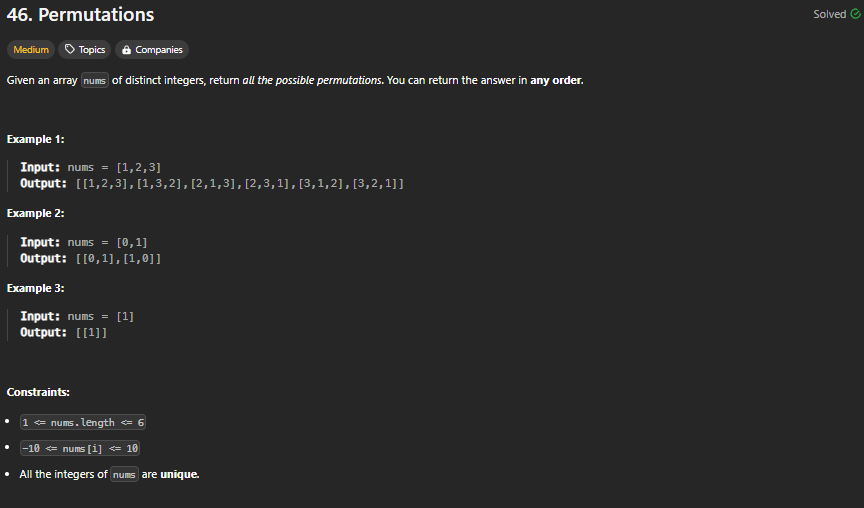 46. Permutations
Solved
Medium Topics Companies
Given an array nums of distinct integers, return all the possible permutations. You can return the answer in any order.
Example 1:
Input: nums = [1,2,3]
Output: [[1,2,3],[1,3,2],[2,1,3],[2,3,1],[3,1,2],[3,2,1]]
Example 2:
Input: nums = [0,1]
Output: [[0,1],[1,0]]
Example 3:
Input: nums = [1]
Output: [[1]]
Constraints:
• 1 <= nums.length <= 6
• -10 <= nums[i] <= 10
• All the integers of nums are unique.